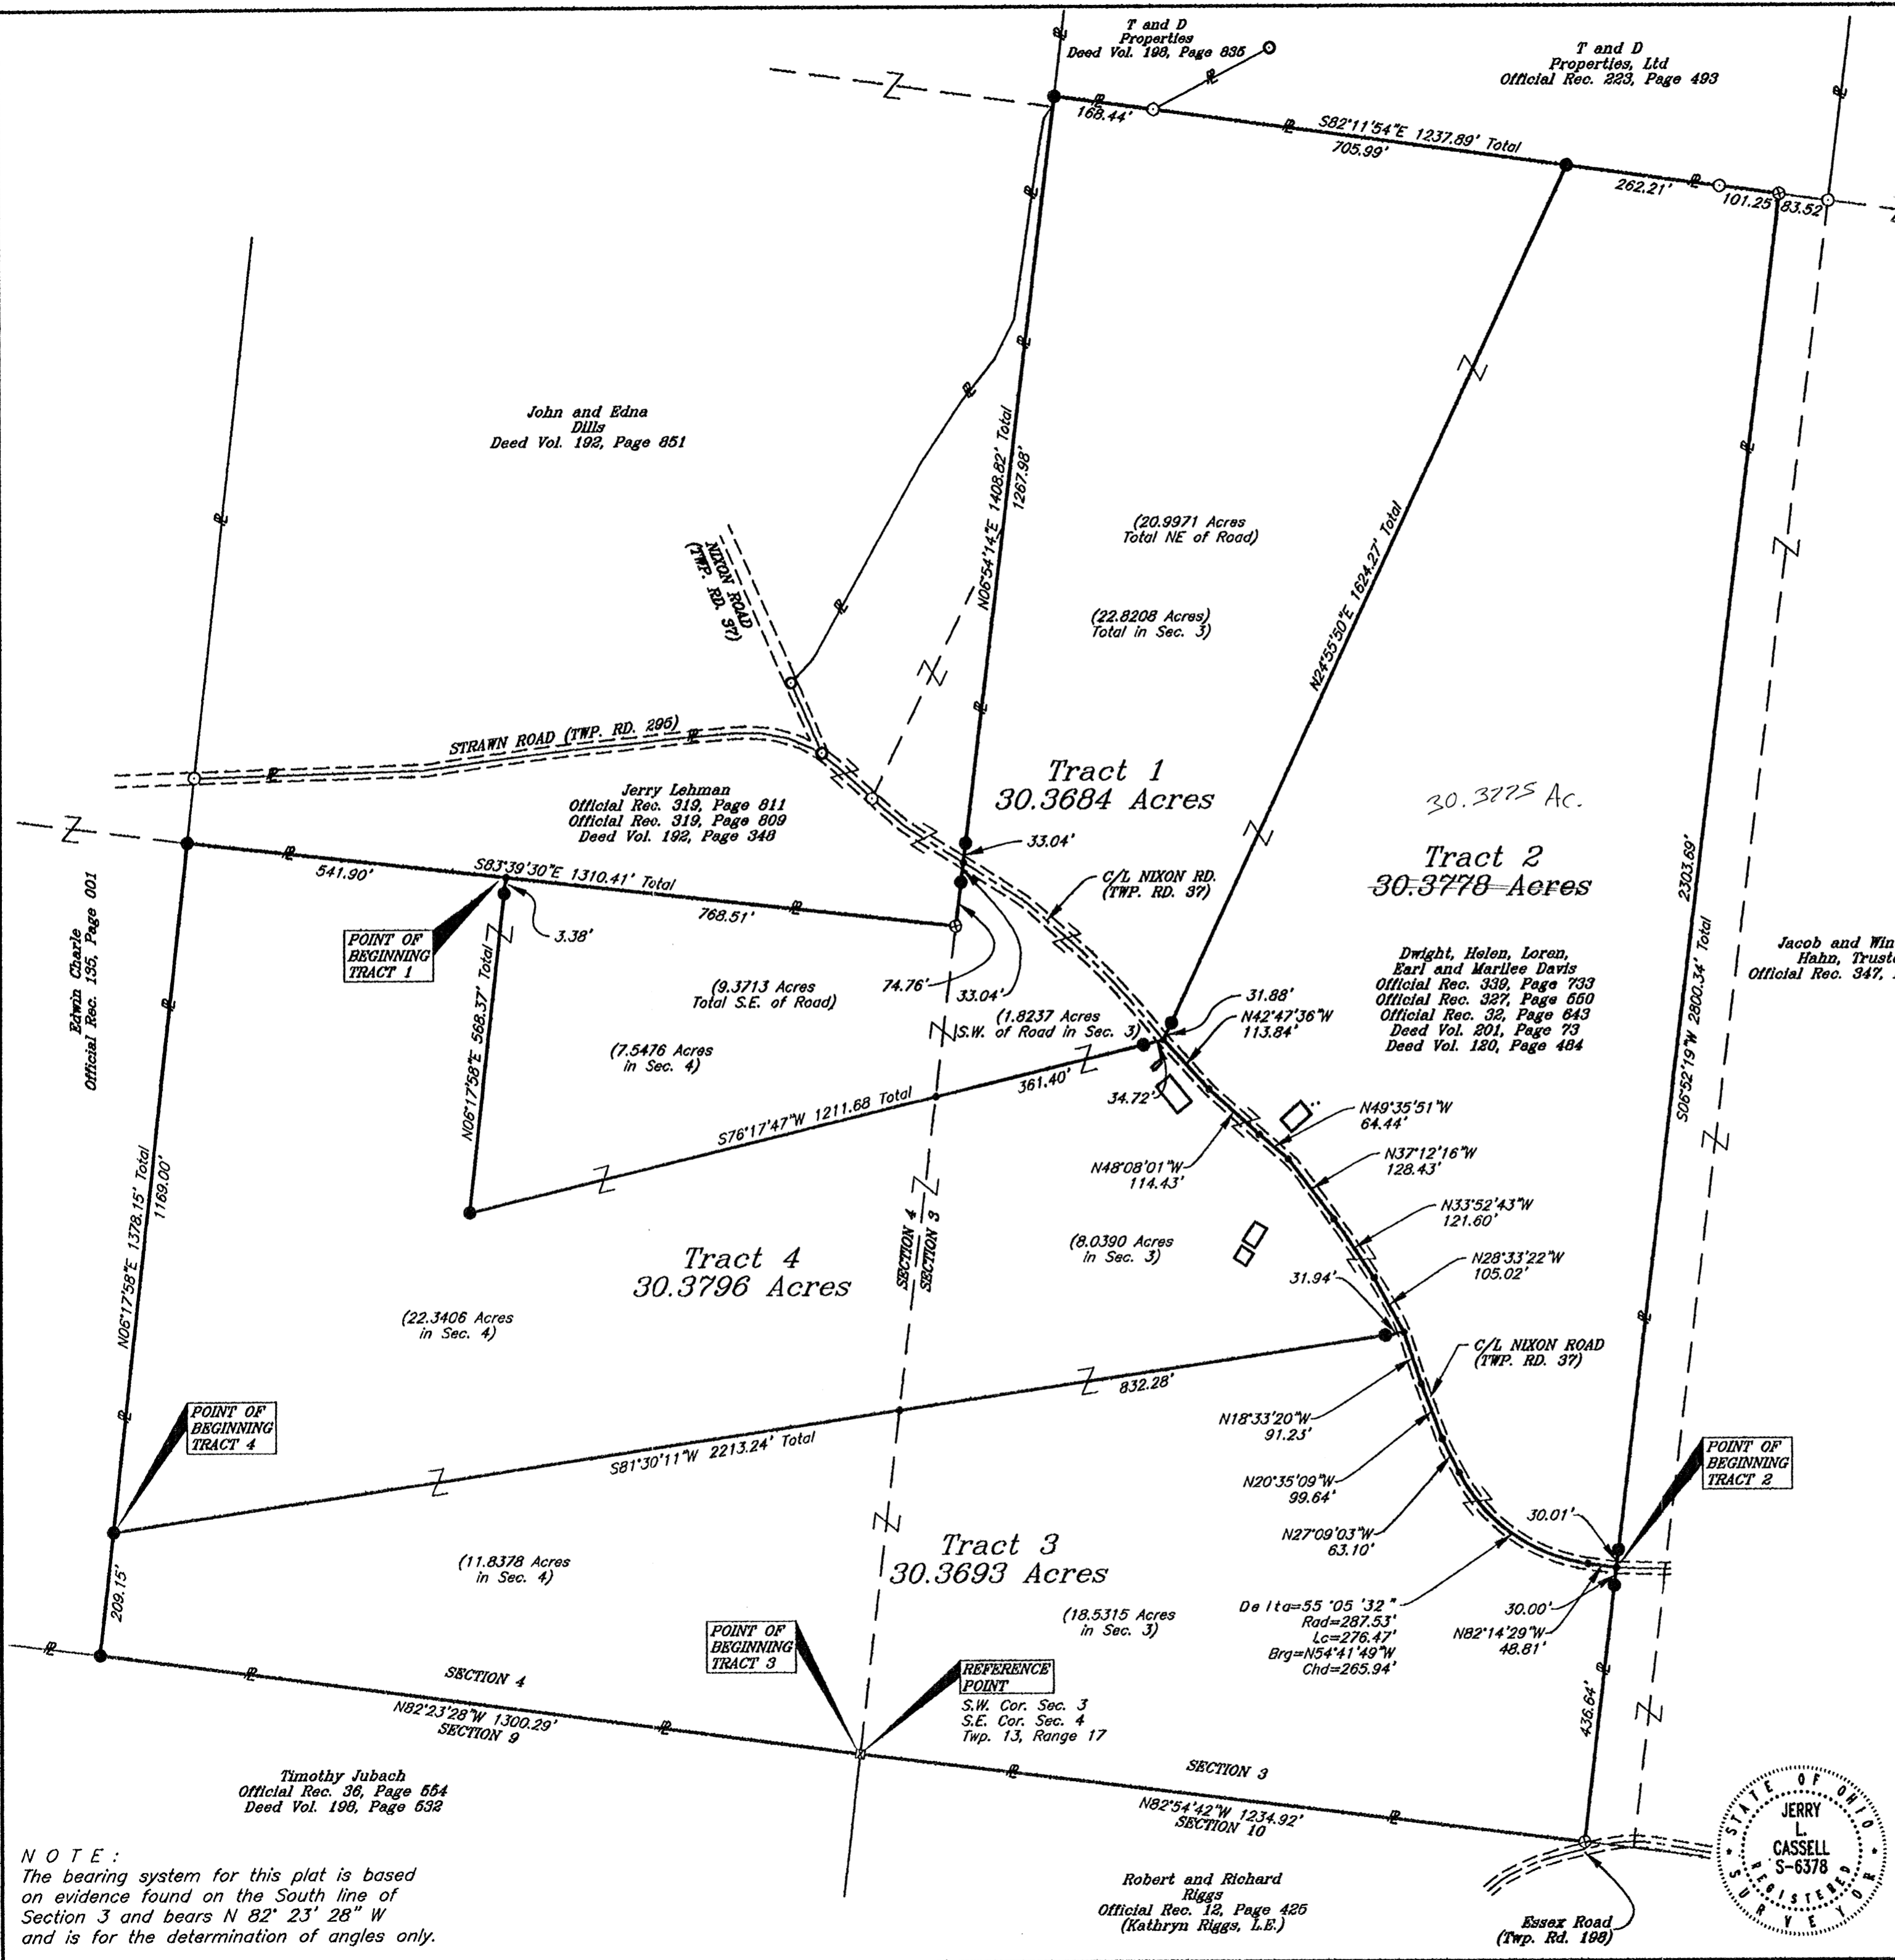 T and D
Properties
Deed Vol. 198, Page 835
T and D
Properties, Ltd
Official Rec. 223, Page 493
168.44'
S82°11'54"E 1237.89' Total
705.99'
262.21'
101.25
83.52
John and Edna
Dills
Deed Vol. 192, Page 851
N06°54'14"E 1408.82' Total
1267.98'
(20.9971 Acres
Total NE of Road)
(22.8208 Acres)
Total in Sec. 3)
N24°55'50"E 1624.27' Total
NIXON ROAD
(TWP. RD. 37)
STRAWN ROAD (TWP. RD. 295)
Jerry Lehman
Official Rec. 319, Page 811
Official Rec. 319, Page 809
Deed Vol. 192, Page 348
Tract 1
30.3684 Acres
30.3775 Ac.
Tract 2
30.3778 Acres
33.04'
C/L NIXON RD.
(TWP. RD. 37)
541.90'
S83°39'30"E 1310.41' Total
768.51'
3.38'
POINT OF
BEGINNING
TRACT 1
Edwin Charle
Official Rec. 135, Page 001
N06°17'58"E 568.37' Total
(9.3713 Acres
Total S.E. of Road)
74.76'
33.04'
(1.8237 Acres
S.W. of Road in Sec. 3)
(7.5476 Acres
in Sec. 4)
31.88'
N42°47'36"W
113.84'
Dwight, Helen, Loren,
Earl and Marilee Davis
Official Rec. 339, Page 733
Official Rec. 327, Page 550
Official Rec. 32, Page 643
Deed Vol. 201, Page 73
Deed Vol. 120, Page 484
2303.69'
S06°52'19"W 2800.34' Total
Jacob and Win
Hahn, Trust
Official Rec. 347,
S76°17'47"W 1211.68 Total
361.40'
34.72'
N49°35'51"W
64.44'
N48°08'01"W
114.43'
N37°12'16"W
128.43'
N33°52'43"W
121.60'
N28°33'22"W
105.02'
N06°17'58"E 1378.15' Total
1169.00'
Tract 4
30.3796 Acres
SECTION 4
SECTION 3
(8.0390 Acres
in Sec. 3)
31.94'
(22.3406 Acres
in Sec. 4)
C/L NIXON ROAD
(TWP. RD. 37)
832.28'
S81°30'11"W 2213.24' Total
N18°33'20"W
91.23'
POINT OF
BEGINNING
TRACT 4
POINT OF
BEGINNING
TRACT 2
N20°35'09"W
99.64'
N27°09'03"W
63.10'
30.01'
209.15'
(11.8378 Acres
in Sec. 4)
Tract 3
30.3693 Acres
(18.5315 Acres
in Sec. 3)
Delta=55°05'32"
Rad=287.53'
Lc=276.47'
Brg=N54°41'49"W
Chd=265.94'
30.00'
N82°14'29"W
48.81'
436.64'
POINT OF
BEGINNING
TRACT 3
REFERENCE
POINT
S.W. Cor. Sec. 3
S.E. Cor. Sec. 4
Twp. 13, Range 17
SECTION 4
N82°23'28"W 1300.29'
SECTION 9
SECTION 3
N82°54'42"W 1234.92'
SECTION 10
Timothy Jubach
Official Rec. 36, Page 554
Deed Vol. 198, Page 532
Robert and Richard
Riggs
Official Rec. 12, Page 425
(Kathryn Riggs, L.E.)
Essex Road
(Twp. Rd. 198)
STATE OF OHIO
JERRY
L.
CASSELL
S-6378
REGISTERED
SURVEYOR
NOTE:
The bearing system for this plat is based
on evidence found on the South line of
Section 3 and bears N 82° 23' 28" W
and is for the determination of angles only.